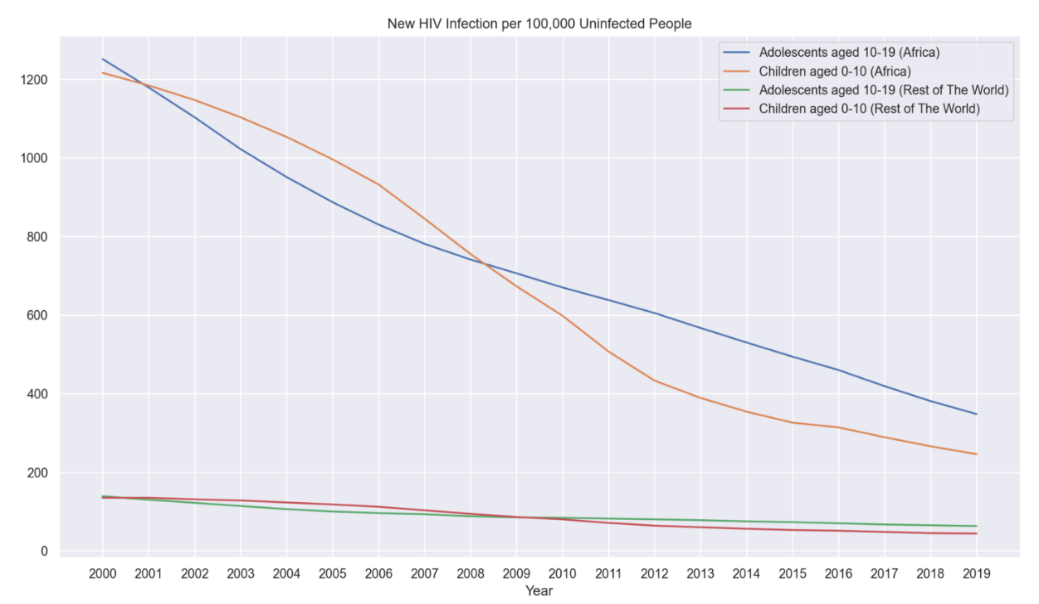 New HIV Infection per 100,000 Uninfected People
Adolescents aged 10-19 (Africa)
Children aged 0-10 (Africa)
Adolescents aged 10-19 (Rest of The World)
Children aged 0-10 (Rest of The World)
1200
1000
800
600
400
200
0
2000 2001 2002 2003 2004 2005 2006 2007 2008 2009 2010 2011 2012 2013 2014 2015 2016 2017 2018 2019
Year